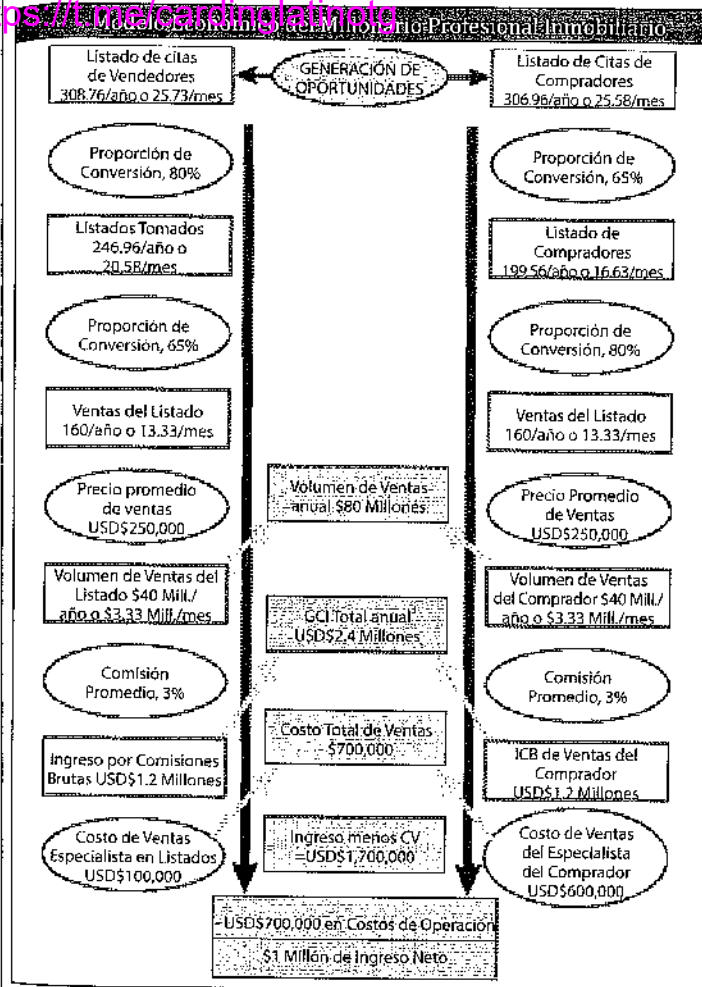 ps://t.me/cardinglatinotg
del Millonario Profesional Inmobiliario
Listado de citas
de Vendedores
308.76/año o 25.73/mes
GENERACIÓN DE
OPORTUNIDADES
Listado de Citas de
Compradores
306.96/año o 25.58/mes
Proporción de
Conversión, 80%
Proporción de
Conversión, 65%
Listados Tomados
246.96/año o
20.58/mes
Listado de
Compradores
199.56/año o 16.63/mes
Proporción de
Conversión, 65%
Proporción de
Conversión, 80%
Ventas del Listado
160/año o 13.33/mes
Ventas del Listado
160/año o 13.33/mes
Precio promedio
de ventas
USD$250,000
Volumen de Ventas
anual $80 Millones
Precio Promedio
de Ventas
USD$250,000
Volumen de Ventas del
Listado $40 Mill./
año o $3.33 Mill./mes
GCI Total anual
USD$2.4 Millones
Volumen de Ventas
del Comprador $40 Mill./
año o $3.33 Mill./mes
Comisión
Promedio, 3%
Comisión
Promedio, 3%
Costo Total de Ventas
-$700,000
Ingreso por Comisiones
Brutas USD$1.2 Millones
ICB de Ventas del
Comprador
USD$1.2 Millones
Costo de Ventas
Especialista en Listados
USD$100,000
Ingreso menos CV
=USD$1,700,000
Costo de Ventas
del Especialista
del Comprador
USD$600,000
-USD$700,000 en Costos de Operación
$1 Millón de Ingreso Neto